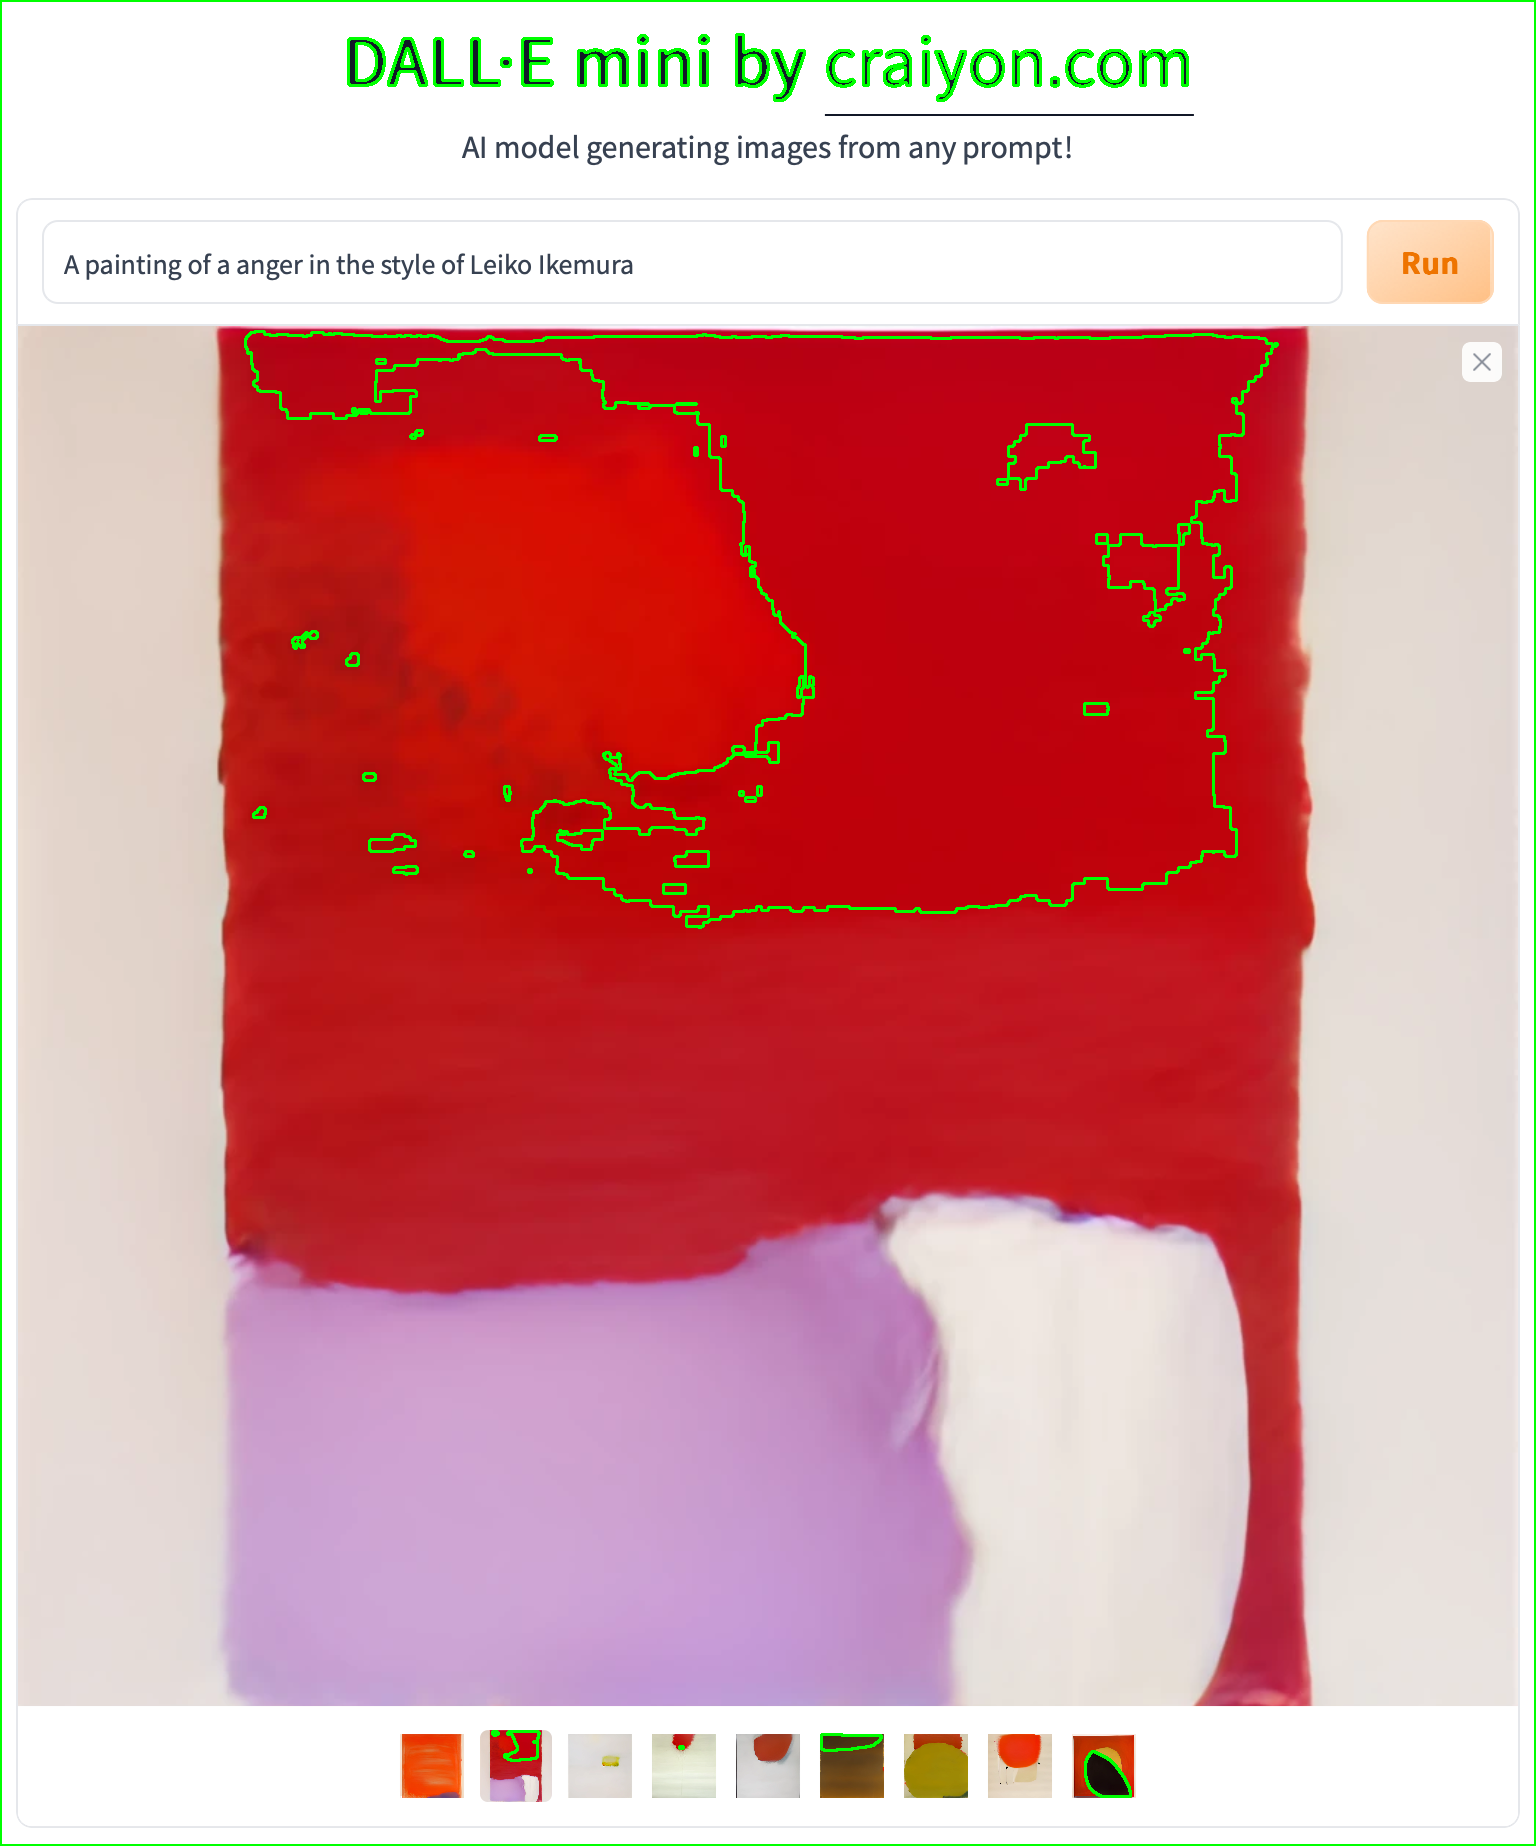 DALL·E mini by craiyon.com
AI model generating images from any prompt!
A painting of a anger in the style of Leiko Ikemura
Run